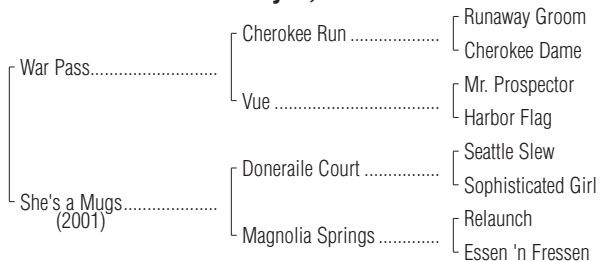 Runaway Groom
Cherokee Run ..................
Cherokee Dame
War Pass.........................
Mr. Prospector
Vue .................................
Harbor Flag
Seattle Slew
Doneraile Court ...............
Sophisticated Girl
She's a Mugs...................
(2001)
Relaunch
Magnolia Springs ............
Essen 'n Fressen